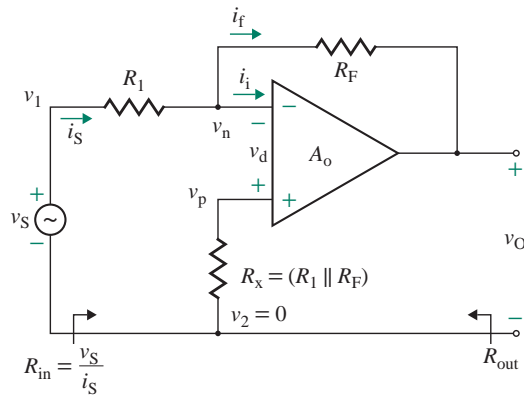 i_f
R_F
R_1
i_i
v_1
i_S
v_n
−
−
v_d
A_o
+
v_p
+
+
+
v_S
~
−
v_O
R_x = (R_1 || R_F)
v_2 = 0
−
R_in = v_S / i_S
R_out